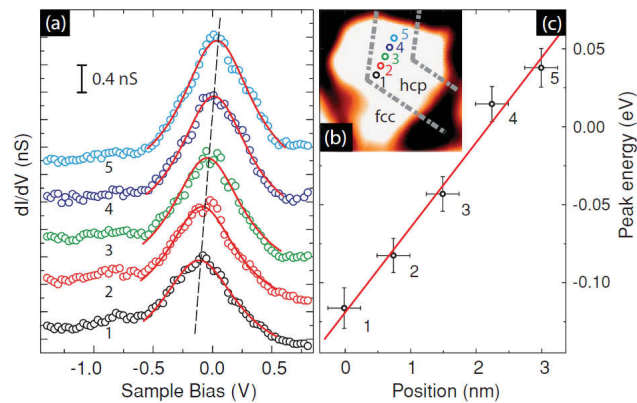 (a)
0.4 nS
5
4
3
2
1
dI/dV (nS)
-1.0
-0.5
0.0
0.5
Sample Bias (V)
(b)
5
4
3
2
1
hcp
fcc
(c)
1
2
3
4
5
0.05
0.00
-0.05
-0.10
Peak energy (eV)
0
1
2
3
Position (nm)